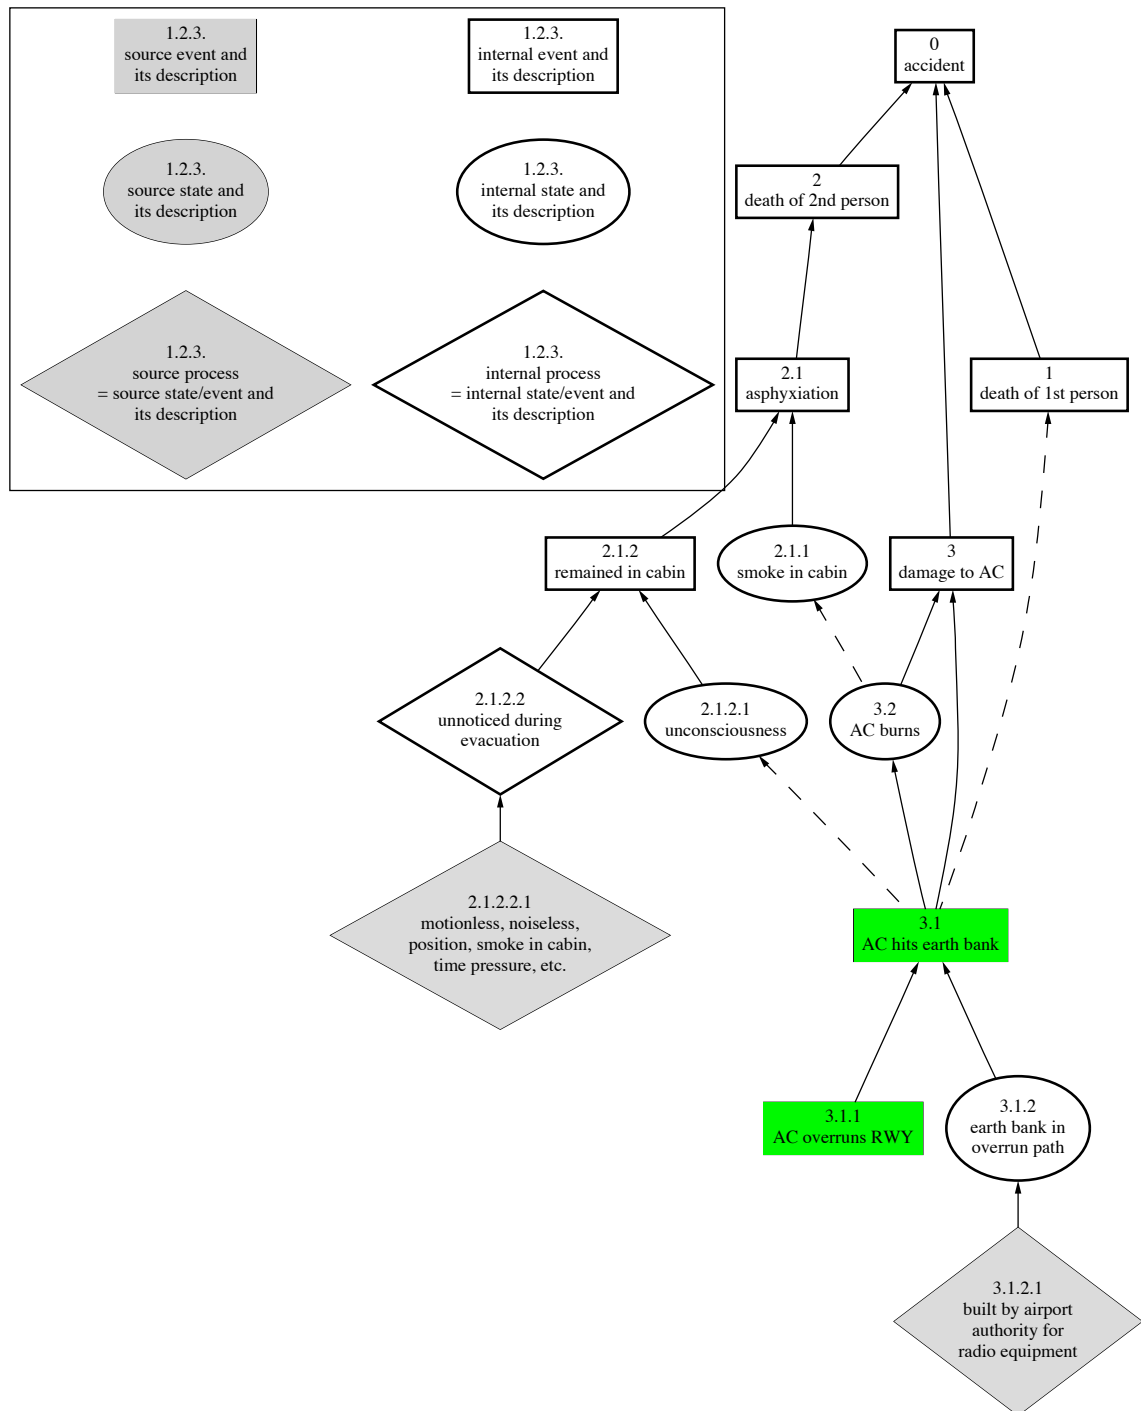 1.2.3.
source event and
its description
1.2.3.
internal event and
its description
1.2.3.
source state and
its description
1.2.3.
internal state and
its description
1.2.3.
source process
= source state/event and
its description
1.2.3.
internal process
= internal state/event and
its description
0
accident
2
death of 2nd person
2.1
asphyxiation
1
death of 1st person
2.1.2
remained in cabin
2.1.1
smoke in cabin
3
damage to AC
2.1.2.2
unnoticed during
evacuation
2.1.2.1
unconsciousness
3.2
AC burns
2.1.2.2.1
motionless, noiseless,
position, smoke in cabin,
time pressure, etc.
3.1
AC hits earth bank
3.1.1
AC overruns RWY
3.1.2
earth bank in
overrun path
3.1.2.1
built by airport
authority for
radio equipment